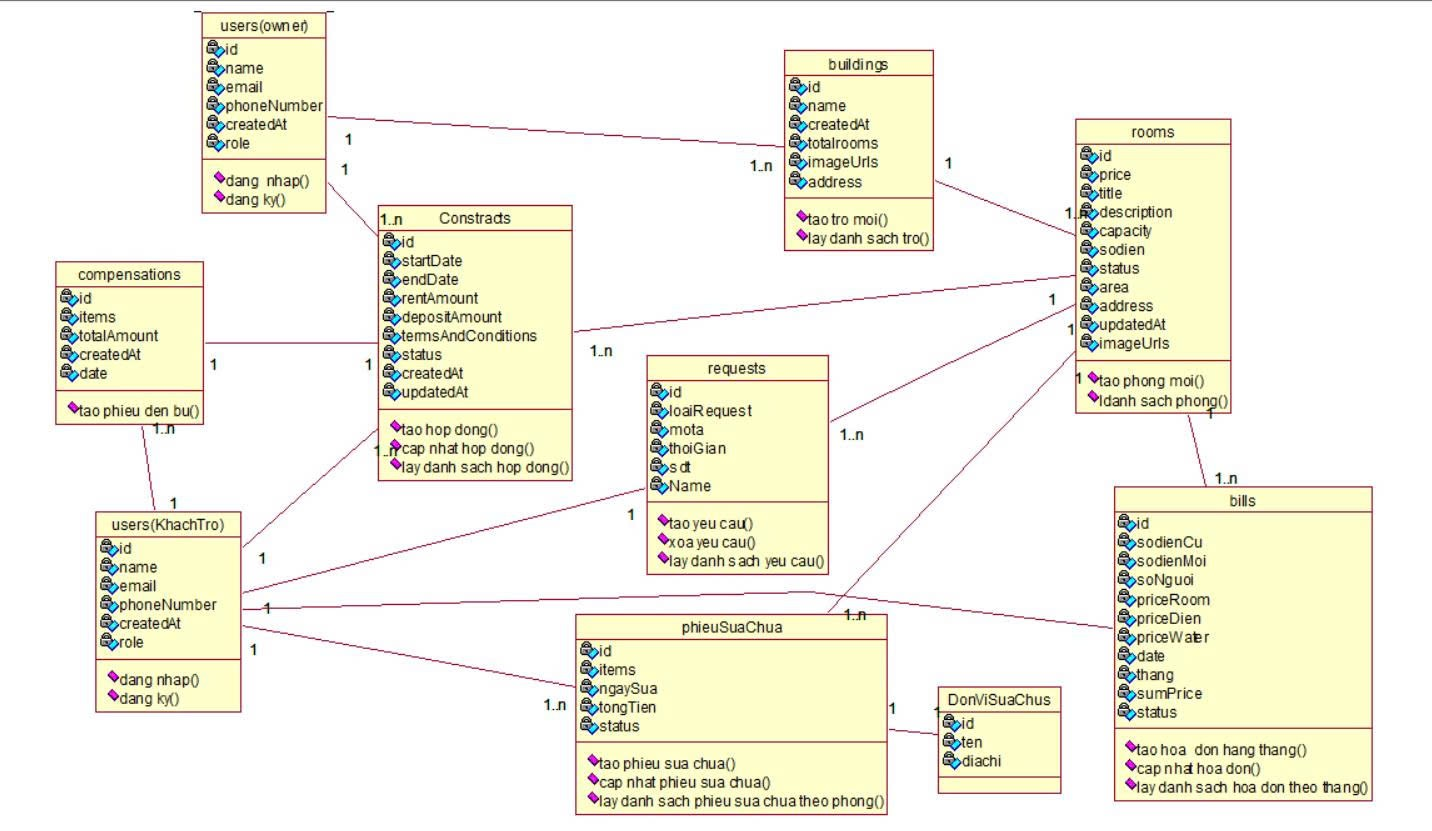 users(owner)
id
name
email
phoneNumber
createdAt
role
dang nhap()
dang ky()
1
1
1..n
buildings
id
name
createdAt
totalrooms
imageUrls
address
tao tro moi()
lay danh sach tro()
1
1..n
rooms
id
price
title
description
capacity
sodien
status
area
address
updatedAt
imageUrls
tao phong moi()
ldanh sach phong()
1
1
1
1
1..n
Constracts
id
startDate
endDate
rentAmount
depositAmount
termsAndConditions
status
createdAt
updatedAt
tao hop dong()
cap nhat hop dong()
lay danh sach hop dong()
1..n
1
1..n
compensations
id
items
totalAmount
createdAt
date
tao phieu den bu()
1
1..n
1
requests
id
loaiRequest
mota
thoiGian
sdt
Name
tao yeu cau()
xoa yeu cau()
lay danh sach yeu cau()
1..n
1
users(KhachTro)
id
name
email
phoneNumber
createdAt
role
dang nhap()
dang ky()
1
1
1
phieuSuaChua
id
items
ngaySua
tongTien
status
tao phieu sua chua()
cap nhat phieu sua chua()
lay danh sach phieu sua chua theo phong()
1..n
1..n
1
1
DonViSuaChus
id
ten
diachi
1..n
bills
id
sodienCu
sodienMoi
soNguoi
priceRoom
priceDien
priceWater
date
thang
sumPrice
status
tao hoa don hang thang()
cap nhat hoa don()
lay danh sach hoa don theo thang()